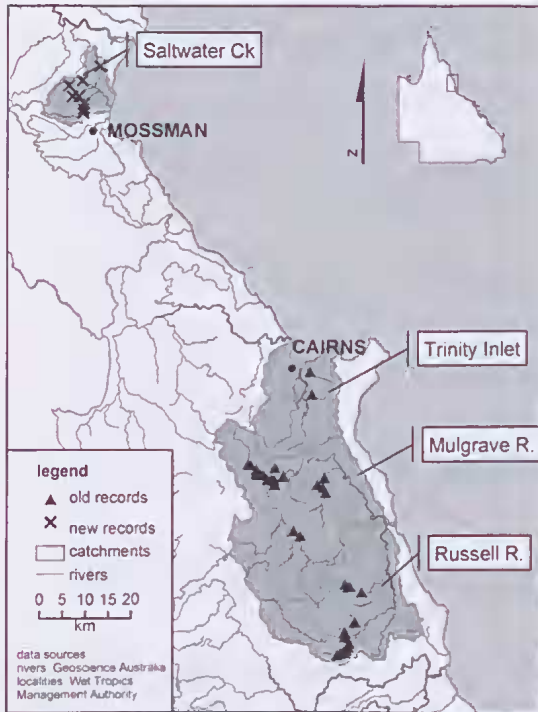 Saltwater Ck
MOSSMAN
N
CAIRNS
Trinity Inlet
Mulgrave R.
Russell R.
legend
old records
new records
catchments
rivers
0 5 10 15 20
km
data sources
rivers Geoscience Australia
localities Wet Tropics
Management Authority